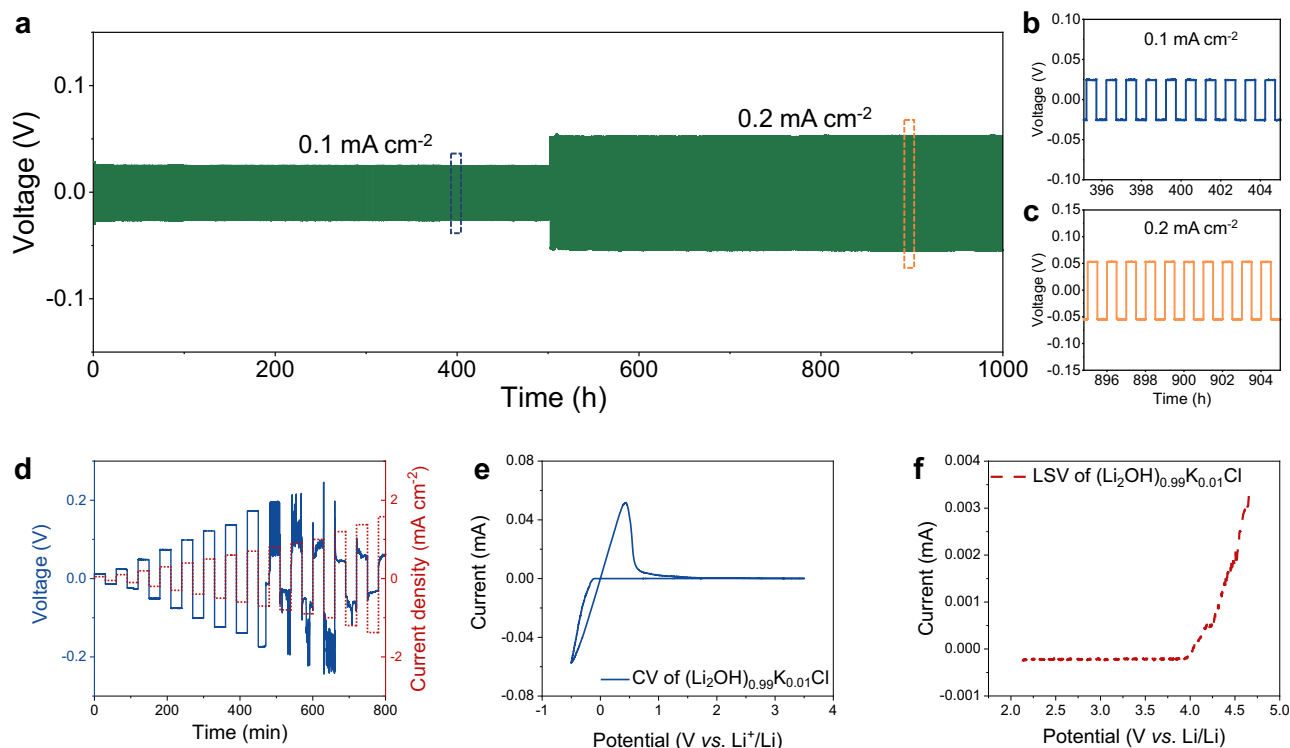 a
0.1
0.0
-0.1
Voltage (V)
0.1 mA cm-2
0.2 mA cm-2
0
200
400
600
800
1000
Time (h)
b
0.10
0.05
0.00
-0.05
-0.10
Voltage (V)
0.1 mA cm-2
396
398
400
402
404
c
0.15
0.10
0.05
0.00
-0.05
-0.10
-0.15
Voltage (V)
0.2 mA cm-2
896
898
900
902
904
Time (h)
d
0.2
0.0
-0.2
Voltage (V)
2
0
-2
Current density (mA cm-2)
0
200
400
600
800
Time (min)
e
0.08
0.04
0.00
-0.04
-0.08
Current (mA)
CV of (Li2OH)0.99K0.01Cl
-1
0
1
2
3
4
Potential (V vs. Li+/Li)
f
0.004
0.003
0.002
0.001
0.000
-0.001
Current (mA)
LSV of (Li2OH)0.99K0.01Cl
2.0
2.5
3.0
3.5
4.0
4.5
5.0
Potential (V vs. Li/Li)